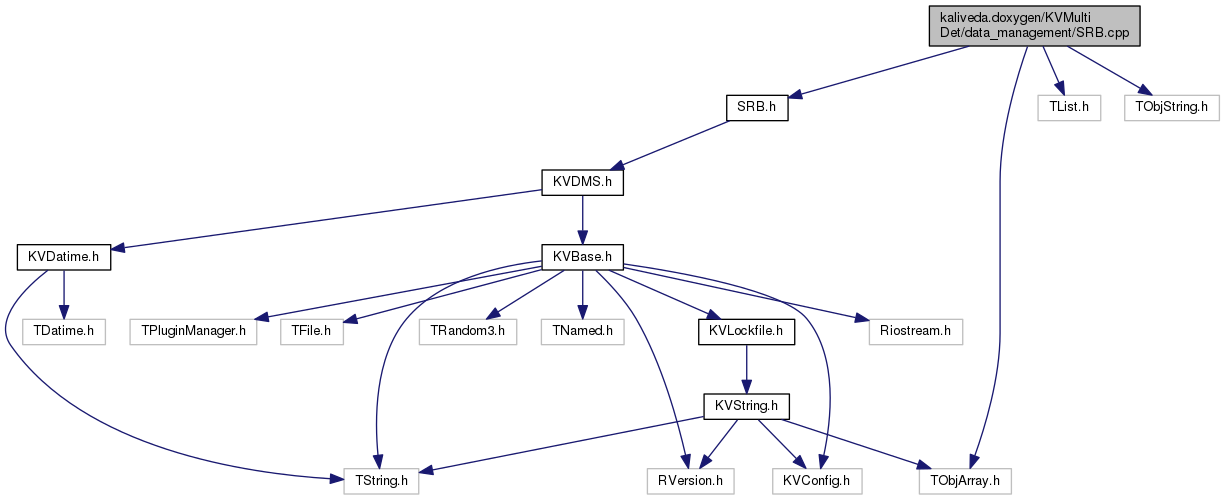 kaliveda.doxygen/KVMulti
Det/data_management/SRB.cpp
SRB.h
TList.h
TObjString.h
KVDMS.h
KVDatime.h
KVBase.h
TDatime.h
TPluginManager.h
TFile.h
TRandom3.h
TNamed.h
KVLockfile.h
Riostream.h
KVString.h
TString.h
RVersion.h
KVConfig.h
TObjArray.h